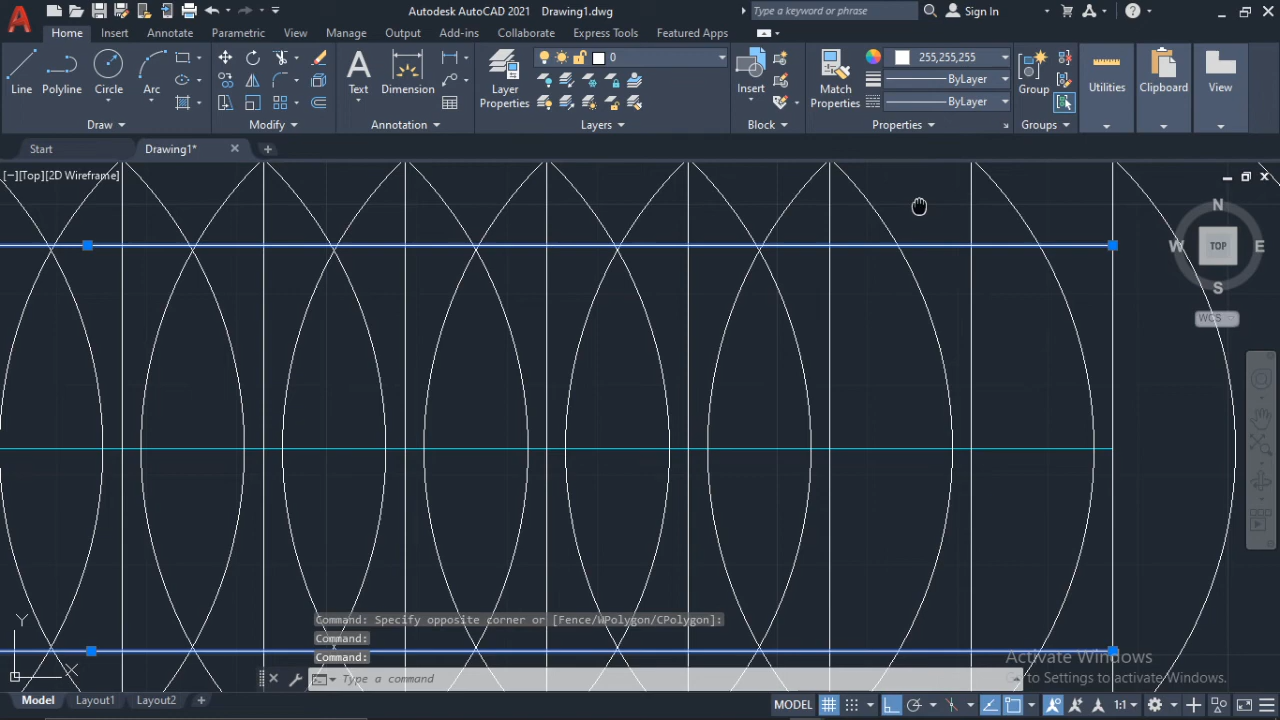 Autodesk AutoCAD 2021 Drawing1.dwg
Type a keyword or phrase
Sign In
Home Insert Annotate Parametric View Manage Output Add-ins Collaborate Express Tools Featured Apps
Line Polyline Circle Arc
Text Dimension
Layer Properties
0
Insert
Match Properties
255,255,255
ByLayer
ByLayer
Group
Utilities
Clipboard
View
Draw Modify Annotation Layers Block Properties Groups
Start Drawing1*
[−][Top][2D Wireframe]
N
W TOP E
S
WCS
Command: Specify opposite corner or [Fence/WPolygon/CPolygon]:
Command:
Command:
Type a command
Y
X
Activate Windows
Go to Settings to activate Windows.
Model Layout1 Layout2
MODEL
1:1